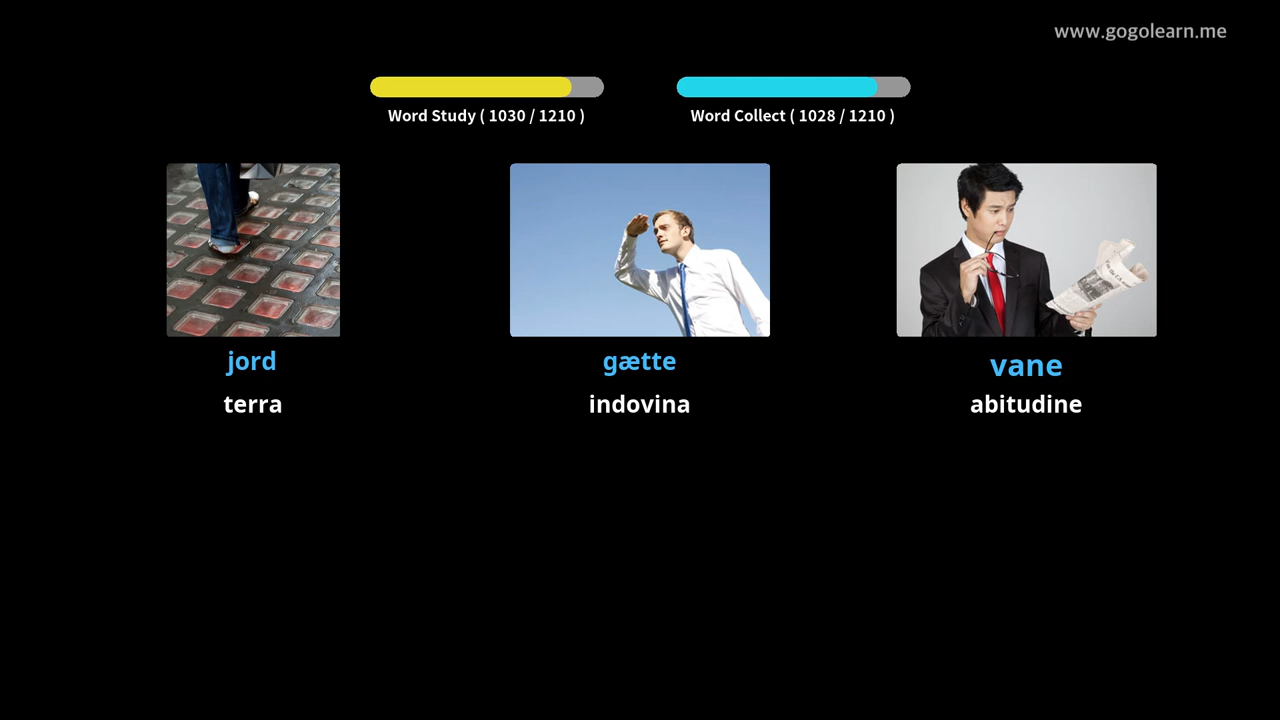 www.gogolearn.me
Word Study ( 1030 / 1210 )
Word Collect ( 1028 / 1210 )
jord
gætte
vane
terra
indovina
abitudine